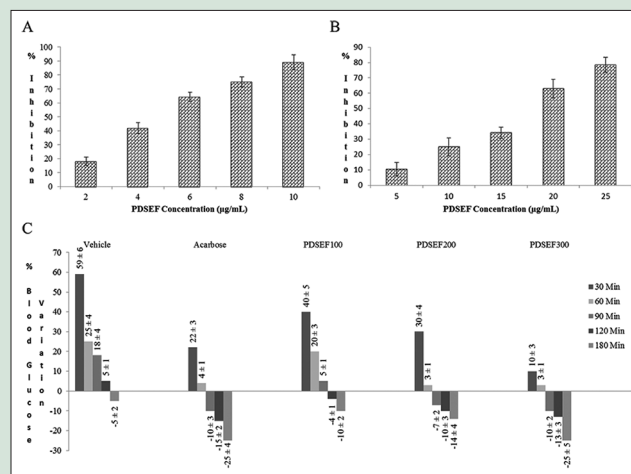 A
% Inhibition
100
90
80
70
60
50
40
30
20
10
0
2 4 6 8 10
PDSEF Concentration (µg/mL)
B
% Inhibition
90
80
70
60
50
40
30
20
10
0
5 10 15 20 25
PDSEF Concentration (µg/mL)
C
% Blood Glucose Variation
70
60
50
40
30
20
10
0
-10
-20
-30
Vehicle Acarbose PDSEF100 PDSEF200 PDSEF300
59 ± 6
25 ± 4
18 ± 4
5 ± 1
-5 ± 2
22 ± 3
4 ± 1
-10 ± 3
-15 ± 2
-25 ± 4
40 ± 5
20 ± 3
5 ± 1
-4 ± 1
-10 ± 2
30 ± 4
3 ± 1
-7 ± 2
-10 ± 3
-14 ± 4
10 ± 3
3 ± 1
-10 ± 2
-13 ± 3
-25 ± 5
30 Min
60 Min
90 Min
120 Min
180 Min